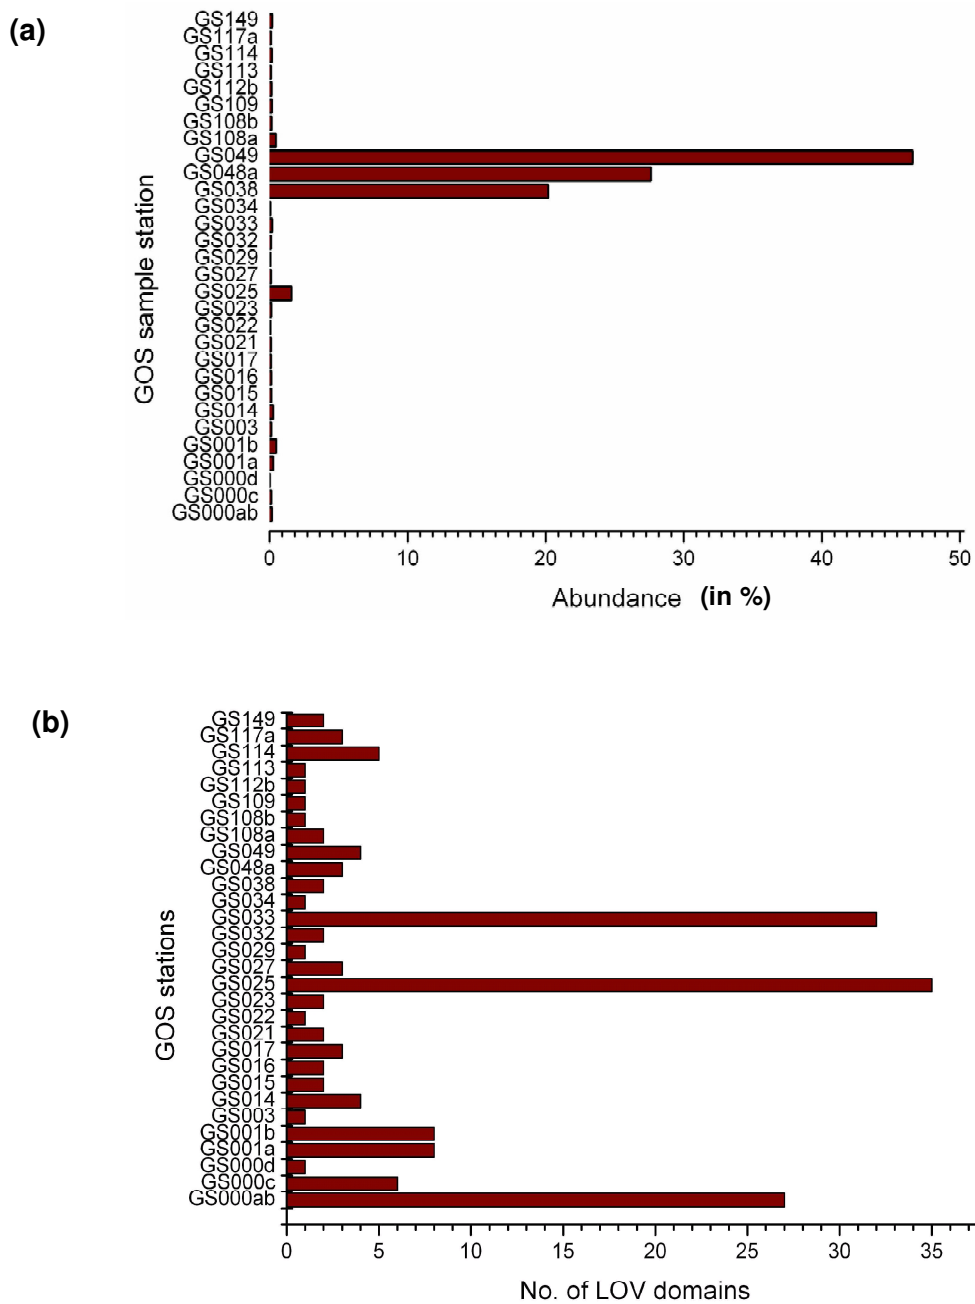 (a)
GS149
GS117a
GS114
GS113
GS112b
GS109
GS108b
GS108a
GS049
GS048a
GS038
GS034
GS033
GS032
GS029
GS027
GS025
GS023
GS022
GS021
GS017
GS016
GS015
GS014
GS003
GS001b
GS001a
GS000d
GS000c
GS000ab
GOS sample station
0 10 20 30 40 50
Abundance (in %)
(b)
GS149
GS117a
GS114
GS113
GS112b
GS109
GS108b
GS108a
GS049
GS048a
GS038
GS034
GS033
GS032
GS029
GS027
GS025
GS023
GS022
GS021
GS017
GS016
GS015
GS014
GS003
GS001b
GS001a
GS000d
GS000c
GS000ab
GOS stations
0 5 10 15 20 25 30 35
No. of LOV domains